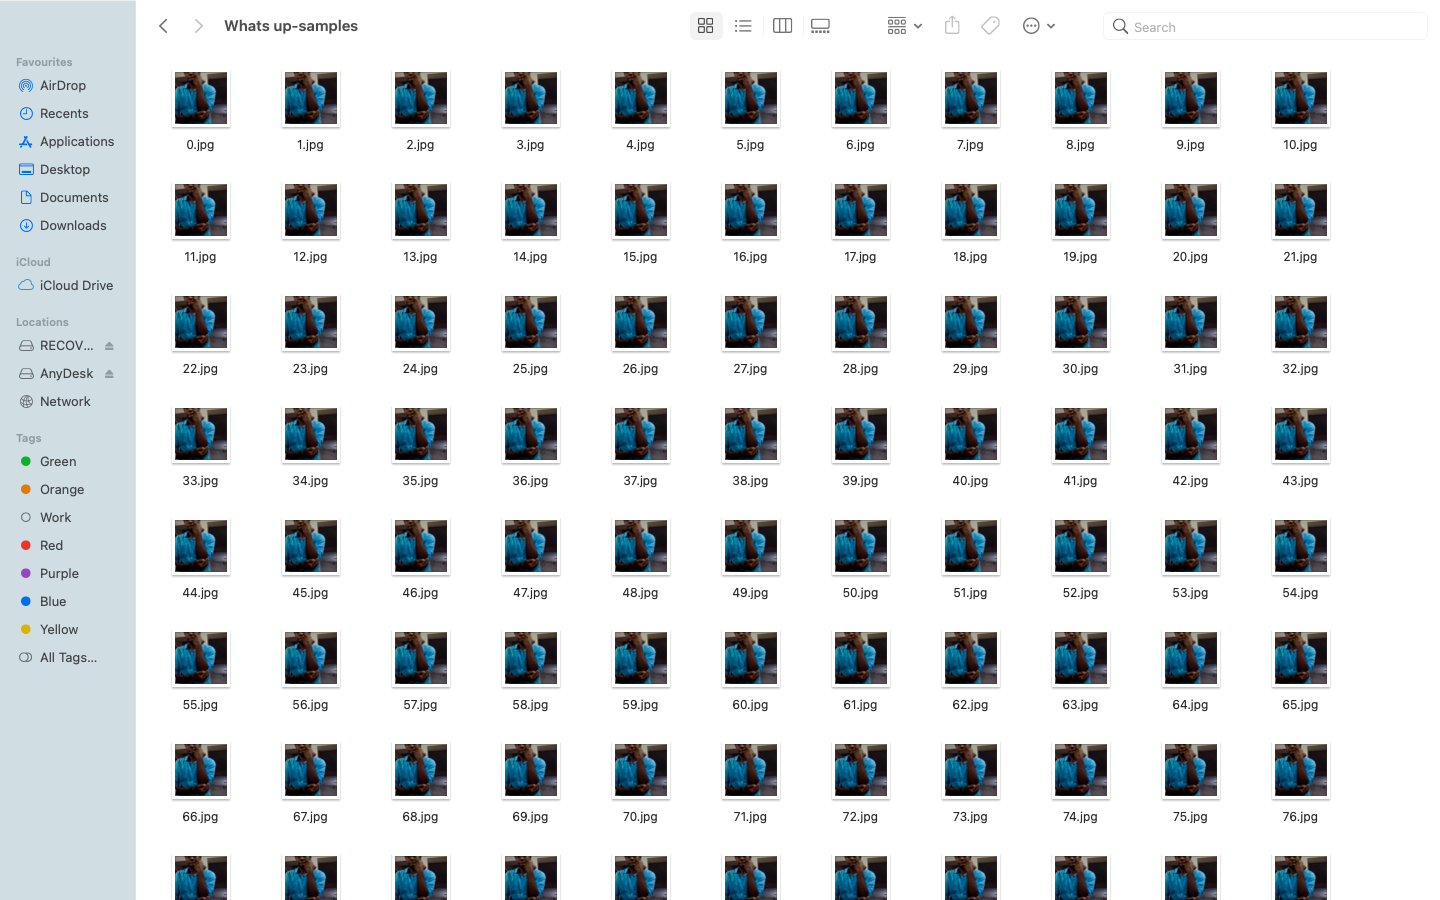 Whats up-samples
Search
Favourites
AirDrop
Recents
Applications
Desktop
Documents
Downloads
iCloud
iCloud Drive
Locations
RECOV...
AnyDesk
Network
Tags
Green
Orange
Work
Red
Purple
Blue
Yellow
All Tags...
0.jpg 1.jpg 2.jpg 3.jpg 4.jpg 5.jpg 6.jpg 7.jpg 8.jpg 9.jpg 10.jpg
11.jpg 12.jpg 13.jpg 14.jpg 15.jpg 16.jpg 17.jpg 18.jpg 19.jpg 20.jpg 21.jpg
22.jpg 23.jpg 24.jpg 25.jpg 26.jpg 27.jpg 28.jpg 29.jpg 30.jpg 31.jpg 32.jpg
33.jpg 34.jpg 35.jpg 36.jpg 37.jpg 38.jpg 39.jpg 40.jpg 41.jpg 42.jpg 43.jpg
44.jpg 45.jpg 46.jpg 47.jpg 48.jpg 49.jpg 50.jpg 51.jpg 52.jpg 53.jpg 54.jpg
55.jpg 56.jpg 57.jpg 58.jpg 59.jpg 60.jpg 61.jpg 62.jpg 63.jpg 64.jpg 65.jpg
66.jpg 67.jpg 68.jpg 69.jpg 70.jpg 71.jpg 72.jpg 73.jpg 74.jpg 75.jpg 76.jpg